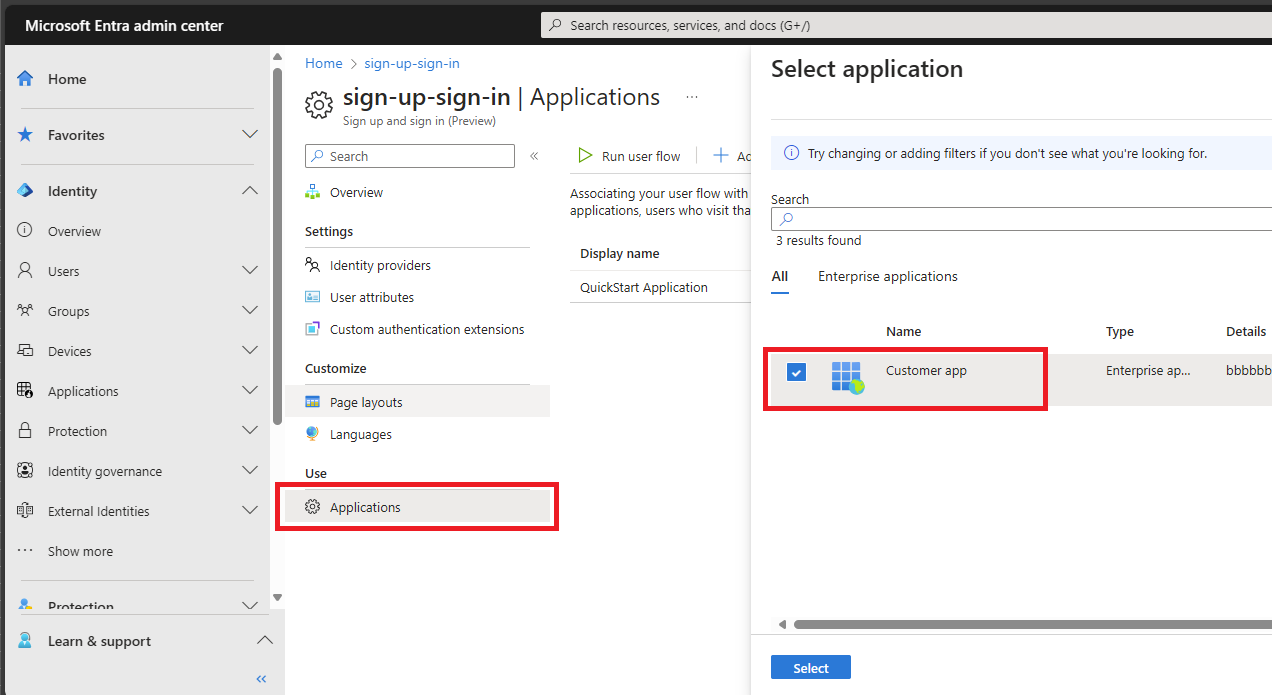 Microsoft Entra admin center
Search resources, services, and docs (G+/)
Home
Favorites
Identity
Overview
Users
Groups
Devices
Applications
Protection
Identity governance
External Identities
Show more
Protection
Learn & support
Home > sign-up-sign-in
sign-up-sign-in | Applications ...
Sign up and sign in (Preview)
Search
Overview
Settings
Identity providers
User attributes
Custom authentication extensions
Customize
Page layouts
Languages
Use
Applications
Run user flow
Associating your user flow with
applications, users who visit tha
Display name
QuickStart Application
Select application
Try changing or adding filters if you don't see what you're looking for.
Search
3 results found
All Enterprise applications
Name Type Details
Customer app Enterprise ap... bbbbbb
Select